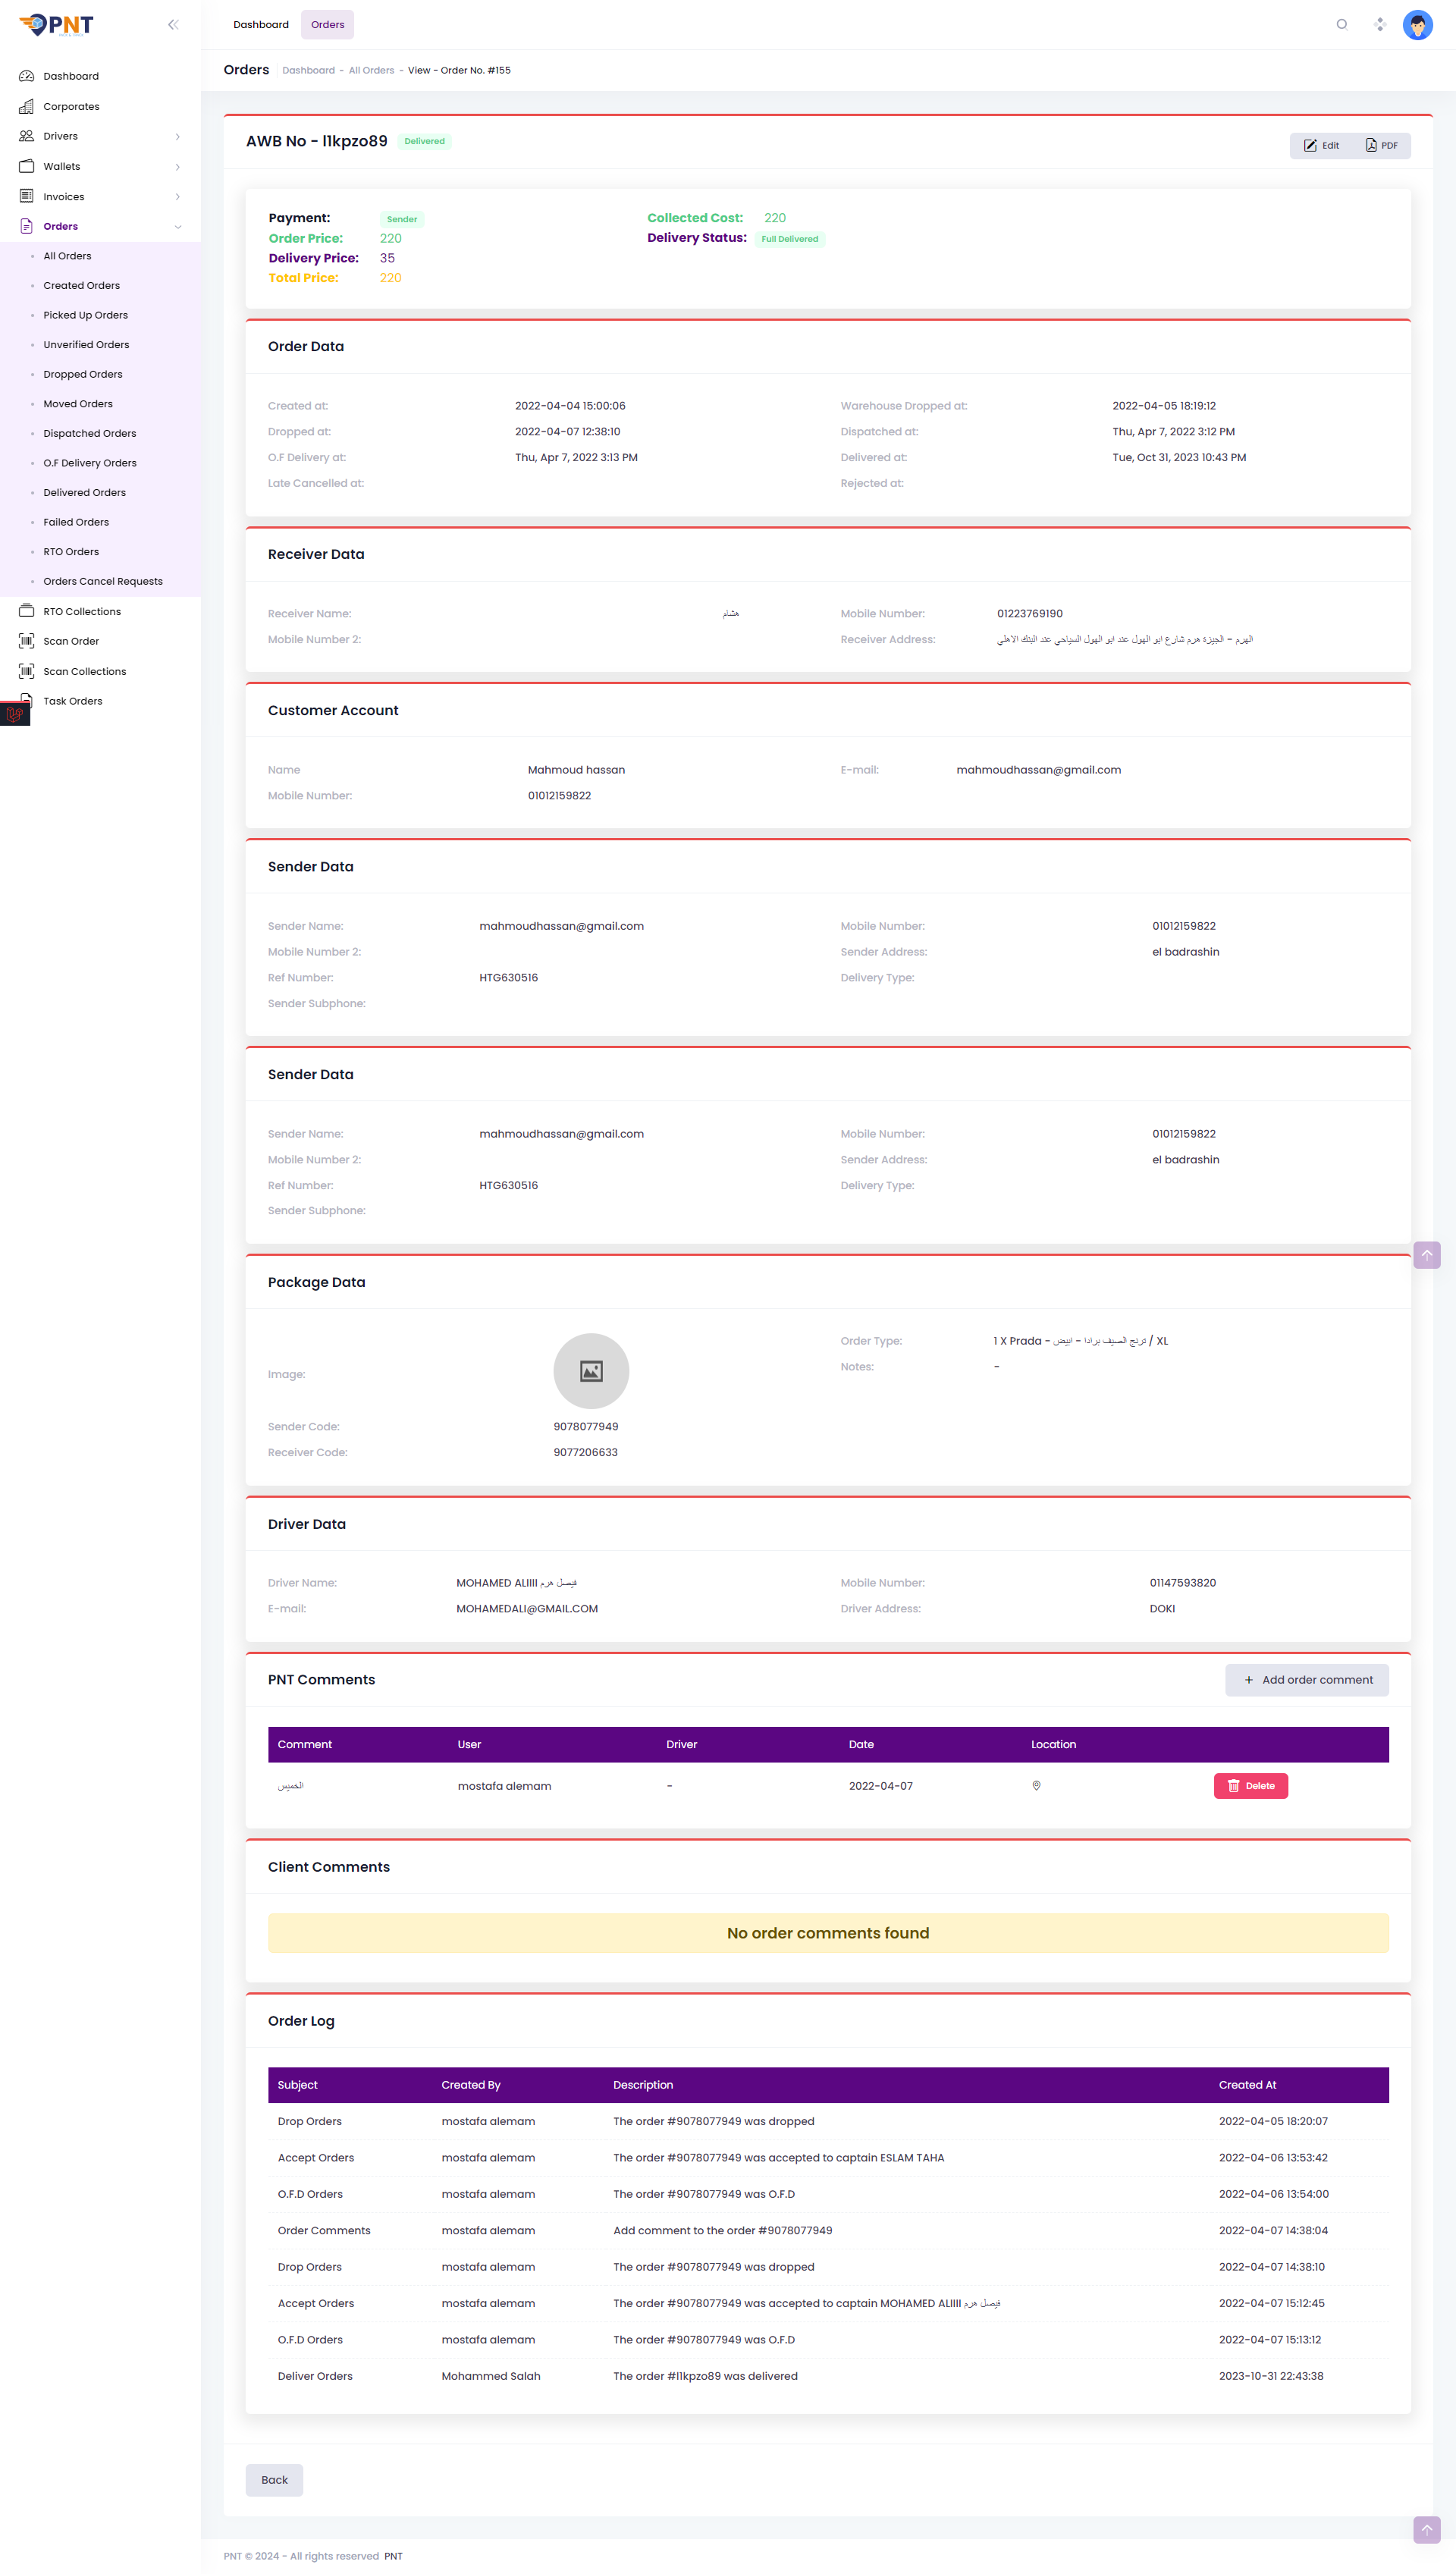 PNT
Dashboard
Orders
Orders
Dashboard - All Orders - View - Order No. #155
Dashboard
Corporates
Drivers
Wallets
Invoices
Orders
All Orders
Created Orders
Picked Up Orders
Unverified Orders
Dropped Orders
Moved Orders
Dispatched Orders
O.F Delivery Orders
Delivered Orders
Failed Orders
RTO Orders
Orders Cancel Requests
RTO Collections
Scan Order
Scan Collections
Task Orders
AWB No - l1kpzo89 Delivered
Edit PDF
Payment: Sender
Order Price: 220
Delivery Price: 35
Total Price: 220
Collected Cost: 220
Delivery Status: Full Delivered
Order Data
Created at: 2022-04-04 15:00:06 Warehouse Dropped at: 2022-04-05 18:19:12
Dropped at: 2022-04-07 12:38:10 Dispatched at: Thu, Apr 7, 2022 3:12 PM
O.F Delivery at: Thu, Apr 7, 2022 3:13 PM Delivered at: Tue, Oct 31, 2023 10:43 PM
Late Cancelled at: Rejected at:
Receiver Data
Receiver Name: هشام Mobile Number: 01223769190
Mobile Number 2: Receiver Address: الهرم - الجيزة هرم شارع ابو الهول عند ابو الهول السياحي عند البنك الاهلي
Customer Account
Name Mahmoud hassan E-mail: mahmoudhassan@gmail.com
Mobile Number: 01012159822
Sender Data
Sender Name: mahmoudhassan@gmail.com Mobile Number: 01012159822
Mobile Number 2: Sender Address: el badrashin
Ref Number: HTG630516 Delivery Type:
Sender Subphone:
Sender Data
Sender Name: mahmoudhassan@gmail.com Mobile Number: 01012159822
Mobile Number 2: Sender Address: el badrashin
Ref Number: HTG630516 Delivery Type:
Sender Subphone:
Package Data
Image:
Sender Code: 9078077949
Receiver Code: 9077206633
Order Type: 1 X Prada - ترنج الصيف برادا - ابيض / XL
Notes: -
Driver Data
Driver Name: MOHAMED ALIIII فيصل هرم Mobile Number: 01147593820
E-mail: MOHAMEDALI@GMAIL.COM Driver Address: DOKI
PNT Comments
+ Add order comment
Comment User Driver Date Location
الخميس mostafa alemam - 2022-04-07 Delete
Client Comments
No order comments found
Order Log
Subject Created By Description Created At
Drop Orders mostafa alemam The order #9078077949 was dropped 2022-04-05 18:20:07
Accept Orders mostafa alemam The order #9078077949 was accepted to captain ESLAM TAHA 2022-04-06 13:53:42
O.F.D Orders mostafa alemam The order #9078077949 was O.F.D 2022-04-06 13:54:00
Order Comments mostafa alemam Add comment to the order #9078077949 2022-04-07 14:38:04
Drop Orders mostafa alemam The order #9078077949 was dropped 2022-04-07 14:38:10
Accept Orders mostafa alemam The order #9078077949 was accepted to captain MOHAMED ALIIII فيصل هرم 2022-04-07 15:12:45
O.F.D Orders mostafa alemam The order #9078077949 was O.F.D 2022-04-07 15:13:12
Deliver Orders Mohammed Salah The order #l1kpzo89 was delivered 2023-10-31 22:43:38
Back
PNT © 2024 - All rights reserved PNT